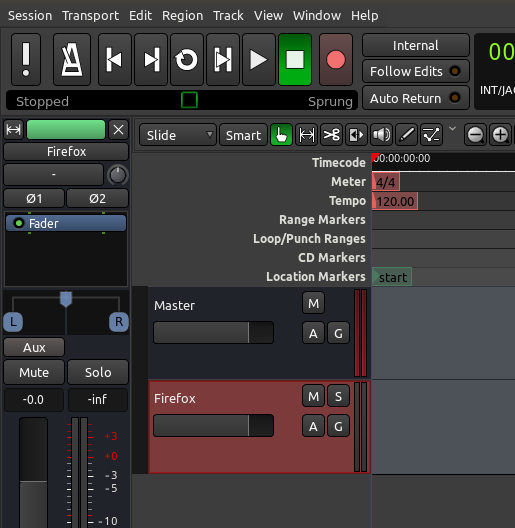 Session Transport Edit Region Track View Window Help
Internal
Follow Edits
Auto Return
00
INT/JA
Stopped Sprung
Slide Smart
Firefox
-
Ø1 Ø2
Fader
L R
Aux
Mute Solo
-0.0 -inf
+3
+0
-3
-5
-10
Timecode 00:00:00:00
Meter 4/4
Tempo 120.00
Range Markers
Loop/Punch Ranges
CD Markers
Location Markers start
Master M
A G
Firefox M S
A G